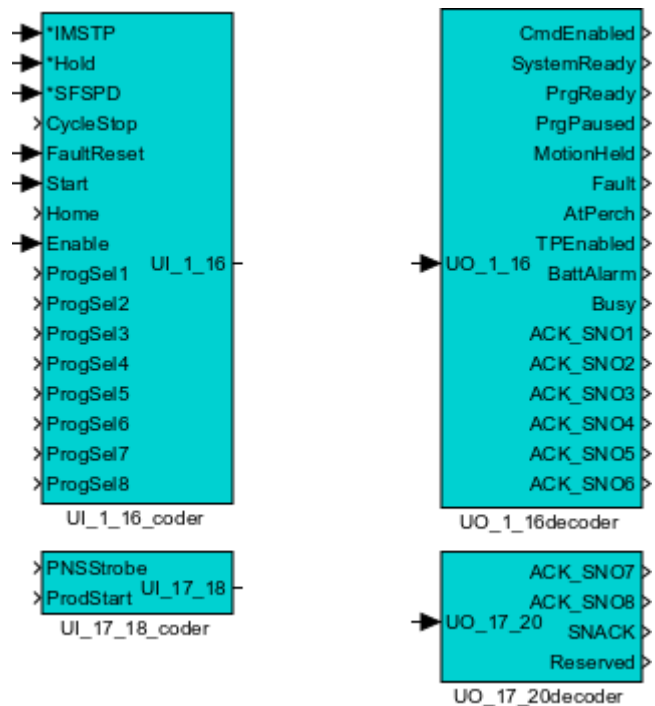 *IMSTP
*Hold
*SFSPD
CycleStop
FaultReset
Start
Home
Enable
UI_1_16
ProgSel1
ProgSel2
ProgSel3
ProgSel4
ProgSel5
ProgSel6
ProgSel7
ProgSel8
UI_1_16_coder
CmdEnabled
SystemReady
PrgReady
PrgPaused
MotionHeld
Fault
AtPerch
TPEnabled
UO_1_16
BattAlarm
Busy
ACK_SNO1
ACK_SNO2
ACK_SNO3
ACK_SNO4
ACK_SNO5
ACK_SNO6
UO_1_16decoder
PNSStrobe
UI_17_18
ProdStart
UI_17_18_coder
ACK_SNO7
ACK_SNO8
UO_17_20
SNACK
Reserved
UO_17_20decoder